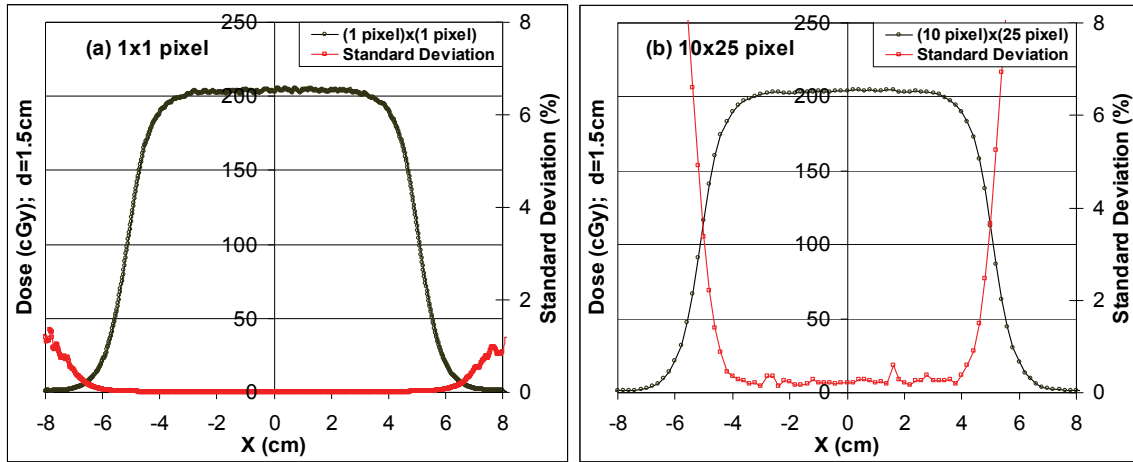 (a) 1x1 pixel
(1 pixel)x(1 pixel)
Standard Deviation
Dose (cGy); d=1.5cm
250
200
150
100
50
0
8
6
4
2
0
Standard Deviation (%)
-8 -6 -4 -2 0 2 4 6 8
X (cm)
(b) 10x25 pixel
(10 pixel)x(25 pixel)
Standard Deviation
Dose (cGy); d=1.5cm
250
200
150
100
50
0
8
6
4
2
0
Standard Deviation (%)
-8 -6 -4 -2 0 2 4 6 8
X (cm)